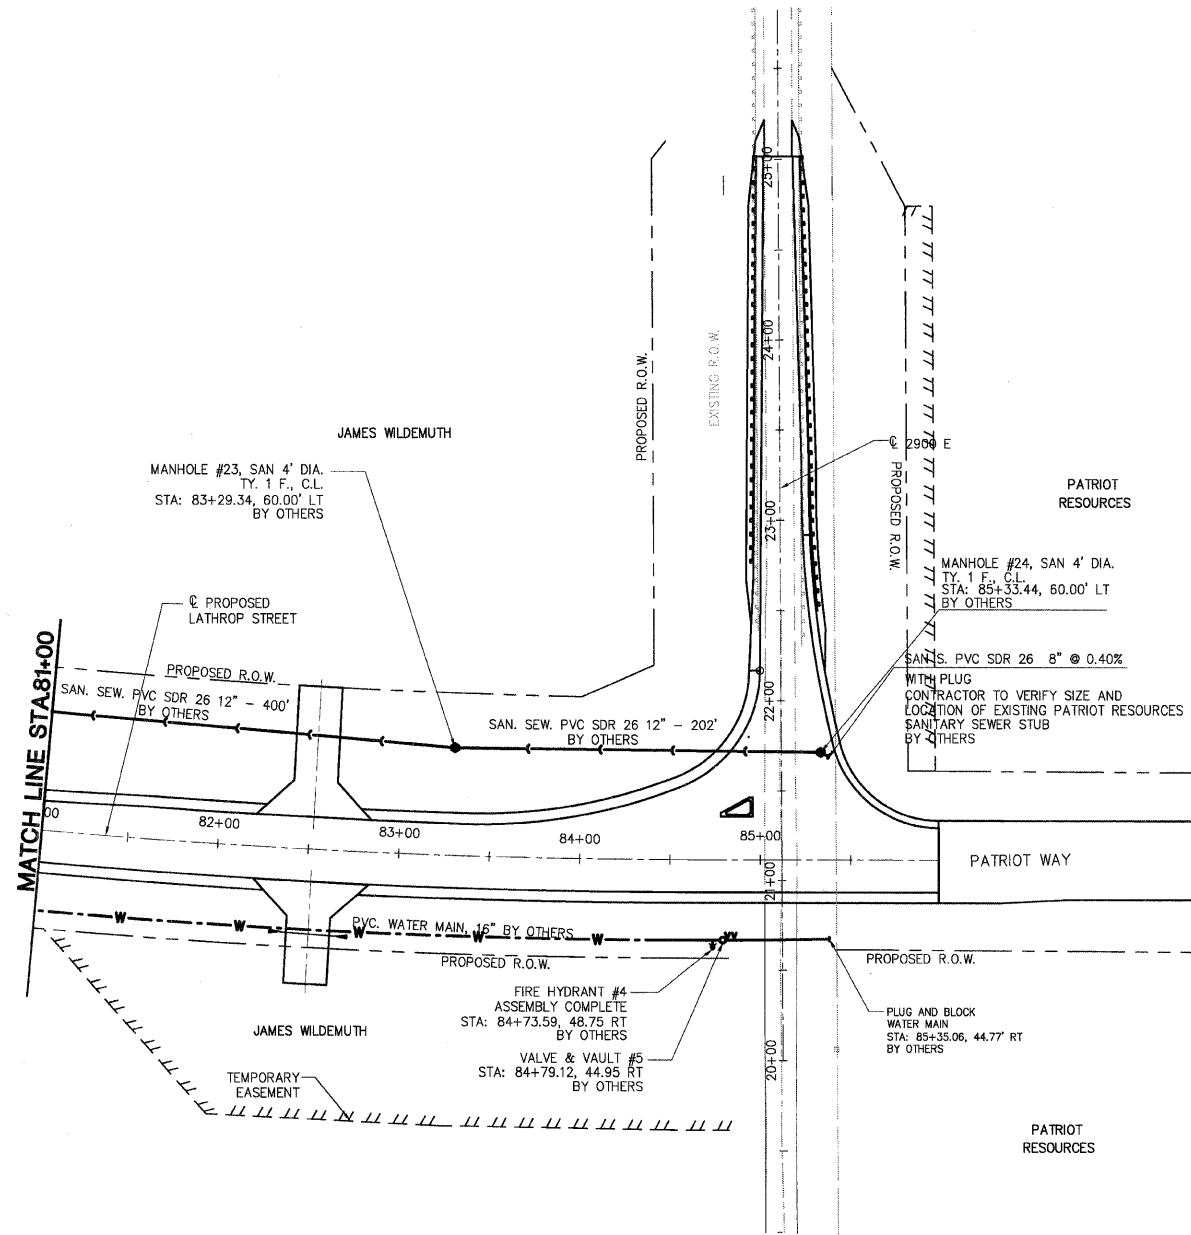 25+00
24+00
PROPOSED R.O.W.
EXISTING R.O.W.
JAMES WILDEMUTH
℄ 2900 E
MANHOLE #23, SAN 4' DIA.
TY. 1 F., C.L.
STA: 83+29.34, 60.00' LT
BY OTHERS
PROPOSED R.O.W.
PATRIOT
RESOURCES
23+00
MANHOLE #24, SAN 4' DIA.
TY. 1 F., C.L.
STA: 85+33.44, 60.00' LT
BY OTHERS
℄ PROPOSED
LATHROP STREET
MATCH LINE STA.81+00
PROPOSED R.O.W.
SAN. SEW. PVC SDR 26 12" - 400'
BY OTHERS
SAN. SEW. PVC SDR 26 12" - 202'
BY OTHERS
22+00
SAN S. PVC SDR 26 8" @ 0.40%
WITH PLUG
CONTRACTOR TO VERIFY SIZE AND
LOCATION OF EXISTING PATRIOT RESOURCES
SANITARY SEWER STUB
BY OTHERS
00
82+00
83+00
84+00
85+00
PATRIOT WAY
21+00
W
W
W
W
W
PVC. WATER MAIN, 16" BY OTHERS
PROPOSED R.O.W.
PROPOSED R.O.W.
FIRE HYDRANT #4
ASSEMBLY COMPLETE
STA: 84+73.59, 48.75 RT
BY OTHERS
PLUG AND BLOCK
WATER MAIN
STA: 85+35.06, 44.77' RT
BY OTHERS
JAMES WILDEMUTH
VALVE & VAULT #5
STA: 84+79.12, 44.95 RT
BY OTHERS
20+00
TEMPORARY
EASEMENT
PATRIOT
RESOURCES